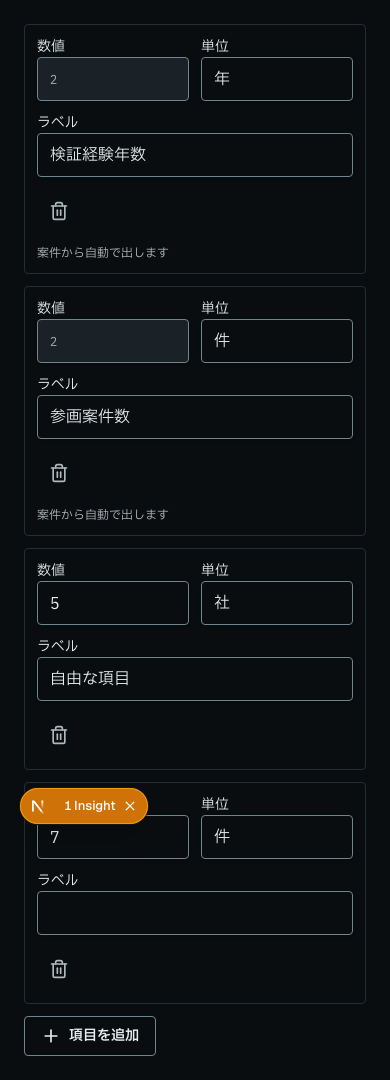 数値 単位
2 年
ラベル
検証経験年数
案件から自動で出します
数値 単位
2 件
ラベル
参画案件数
案件から自動で出します
数値 単位
5 社
ラベル
自由な項目
N 1 Insight ×
単位
7 件
ラベル
項目を追加